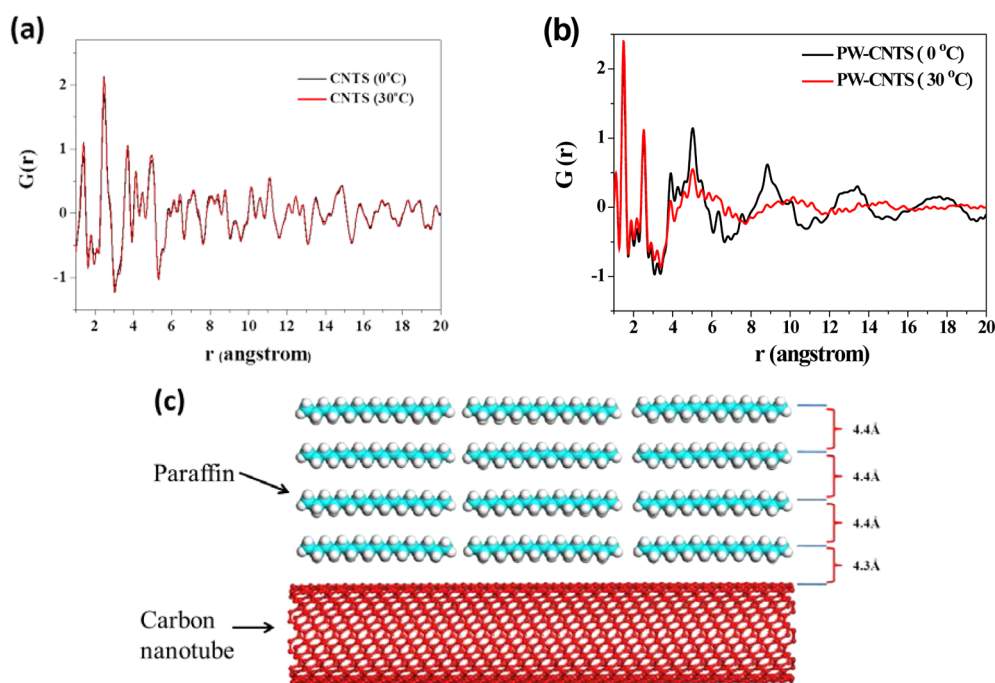 (a)
CNTS (0°C)
CNTS (30°C)
G(r)
2
1
0
-1
2 4 6 8 10 12 14 16 18 20
r (angstrom)
(b)
PW-CNTS ( 0 °C)
PW-CNTS ( 30 °C)
G (r)
3
2
1
0
-1
-2
2 4 6 8 10 12 14 16 18 20
r (angstrom)
(c)
Paraffin
Carbon
nanotube
4.4Å
4.4Å
4.4Å
4.3Å